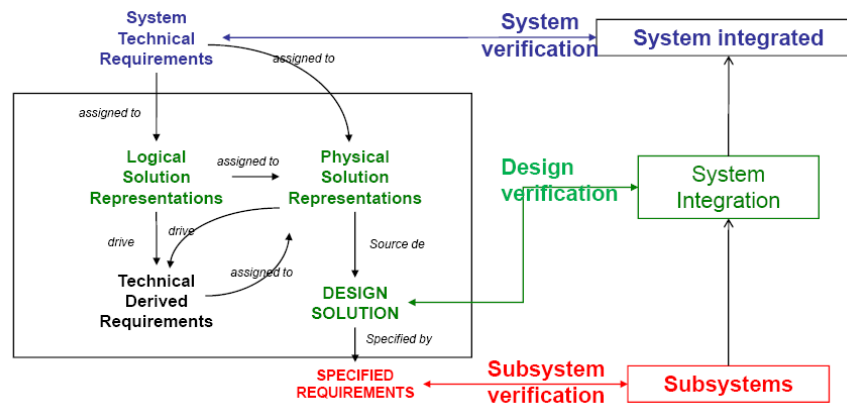 System
Technical
Requirements
System
verification
System integrated
assigned to
assigned to
Logical
Solution
Representations
assigned to
Physical
Solution
Representations
Design
verification
System
Integration
drive
drive
Source de
assigned to
Technical
Derived
Requirements
DESIGN
SOLUTION
Specified by
SPECIFIED
REQUIREMENTS
Subsystem
verification
Subsystems